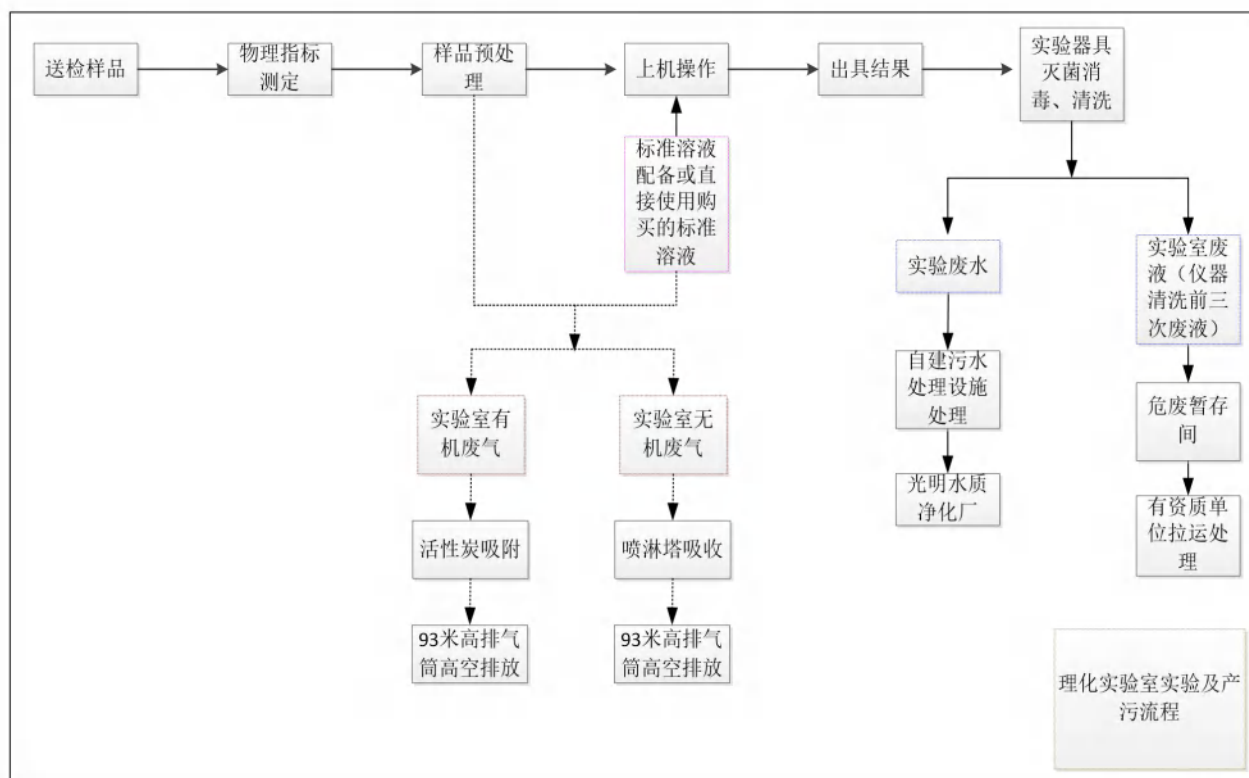 送检样品
物理指标
测定
样品预处
理
上机操作
出具结果
实验器具
灭菌消
毒、清洗
标准溶液
配备或直
接使用购
买的标准
溶液
实验废水
实验室废
液（仪器
清洗前三
次废液）
自建污水
处理设施
处理
危废暂存
间
实验室有
机废气
实验室无
机废气
光明水质
净化厂
有资质单
位拉运处
理
活性炭吸附
喷淋塔吸收
93米高排气
筒高空排放
93米高排气
筒高空排放
理化实验室实验及产
污流程